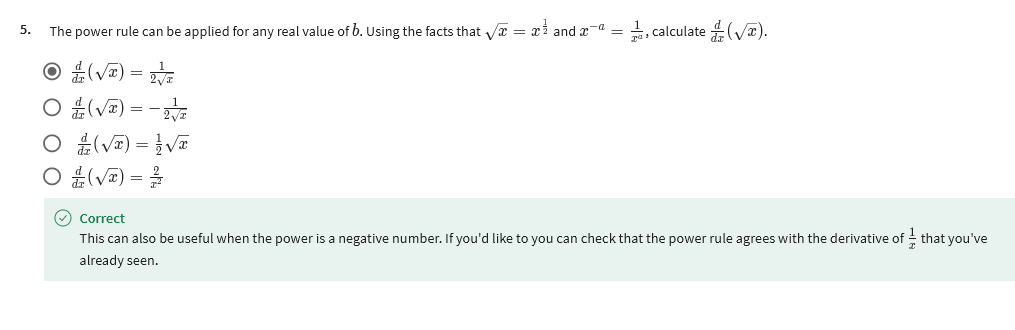 5. The power rule can be applied for any real value of b. Using the facts that √x = x^(1/2) and x^(−a) = 1/x^a, calculate d/dx(√x).
d/dx(√x) = 1/(2√x)
d/dx(√x) = −1/(2√x)
d/dx(√x) = 1/2 √x
d/dx(√x) = 2/x²
Correct
This can also be useful when the power is a negative number. If you'd like to you can check that the power rule agrees with the derivative of 1/x that you've
already seen.